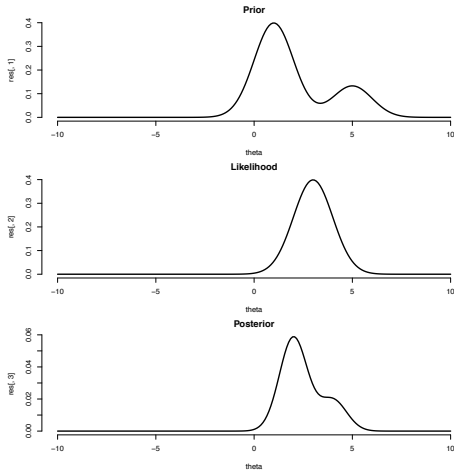 Prior
res[, 1]
0.0 0.1 0.2 0.3 0.4
−10 −5 0 5 10
theta
Likelihood
res[, 2]
0.0 0.1 0.2 0.3 0.4
−10 −5 0 5 10
theta
Posterior
res[, 3]
0.00 0.02 0.04 0.06
−10 −5 0 5 10
theta